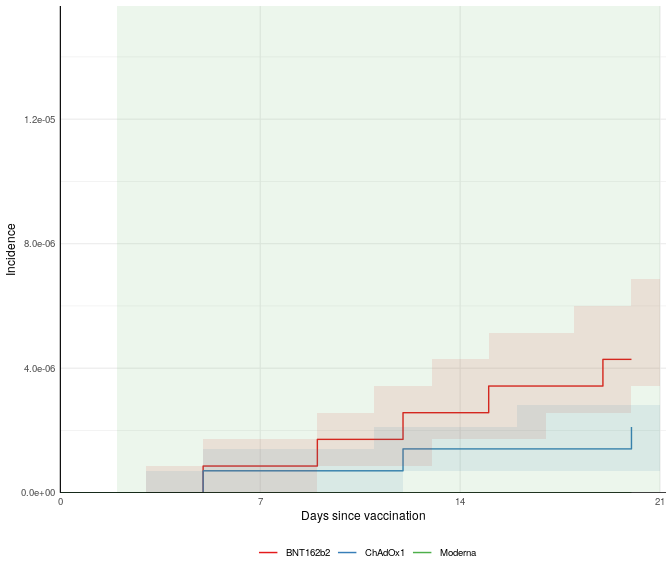 Incidence
1.2e-05
8.0e-06
4.0e-06
0.0e+00
0 7 14 21
Days since vaccination
BNT162b2 ChAdOx1 Moderna